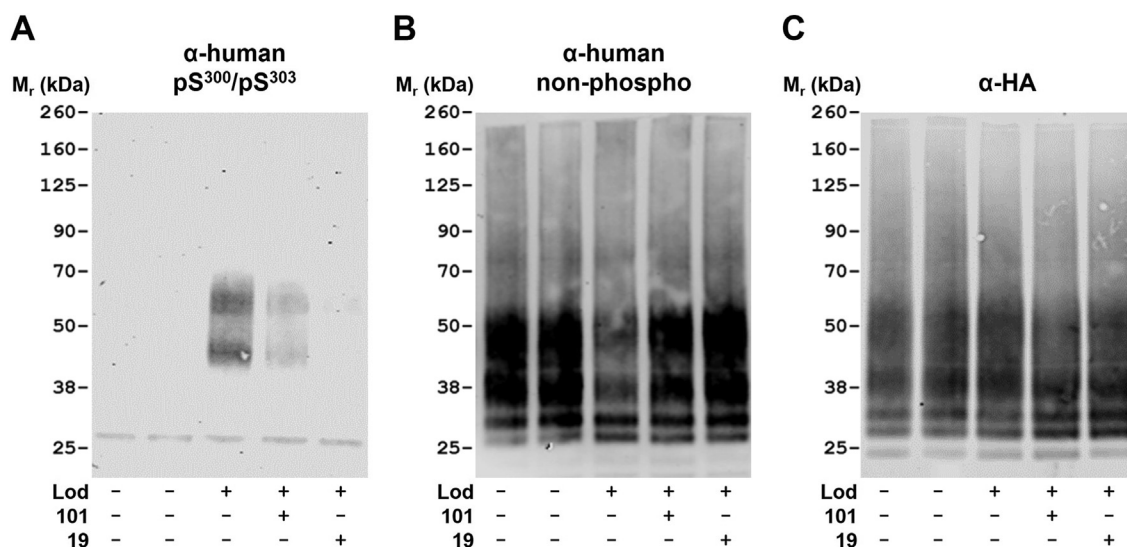 A
α-human
pS³⁰⁰/pS³⁰³
Mr (kDa)
260
160
125
90
70
50
38
25
Lod − − + + +
101 − − − + −
19 − − − − +
B
α-human
non-phospho
Mr (kDa)
260
160
125
90
70
50
38
25
Lod − − + + +
101 − − − + −
19 − − − − +
C
α-HA
Mr (kDa)
260
160
125
90
70
50
38
25
Lod − − + + +
101 − − − + −
19 − − − − +